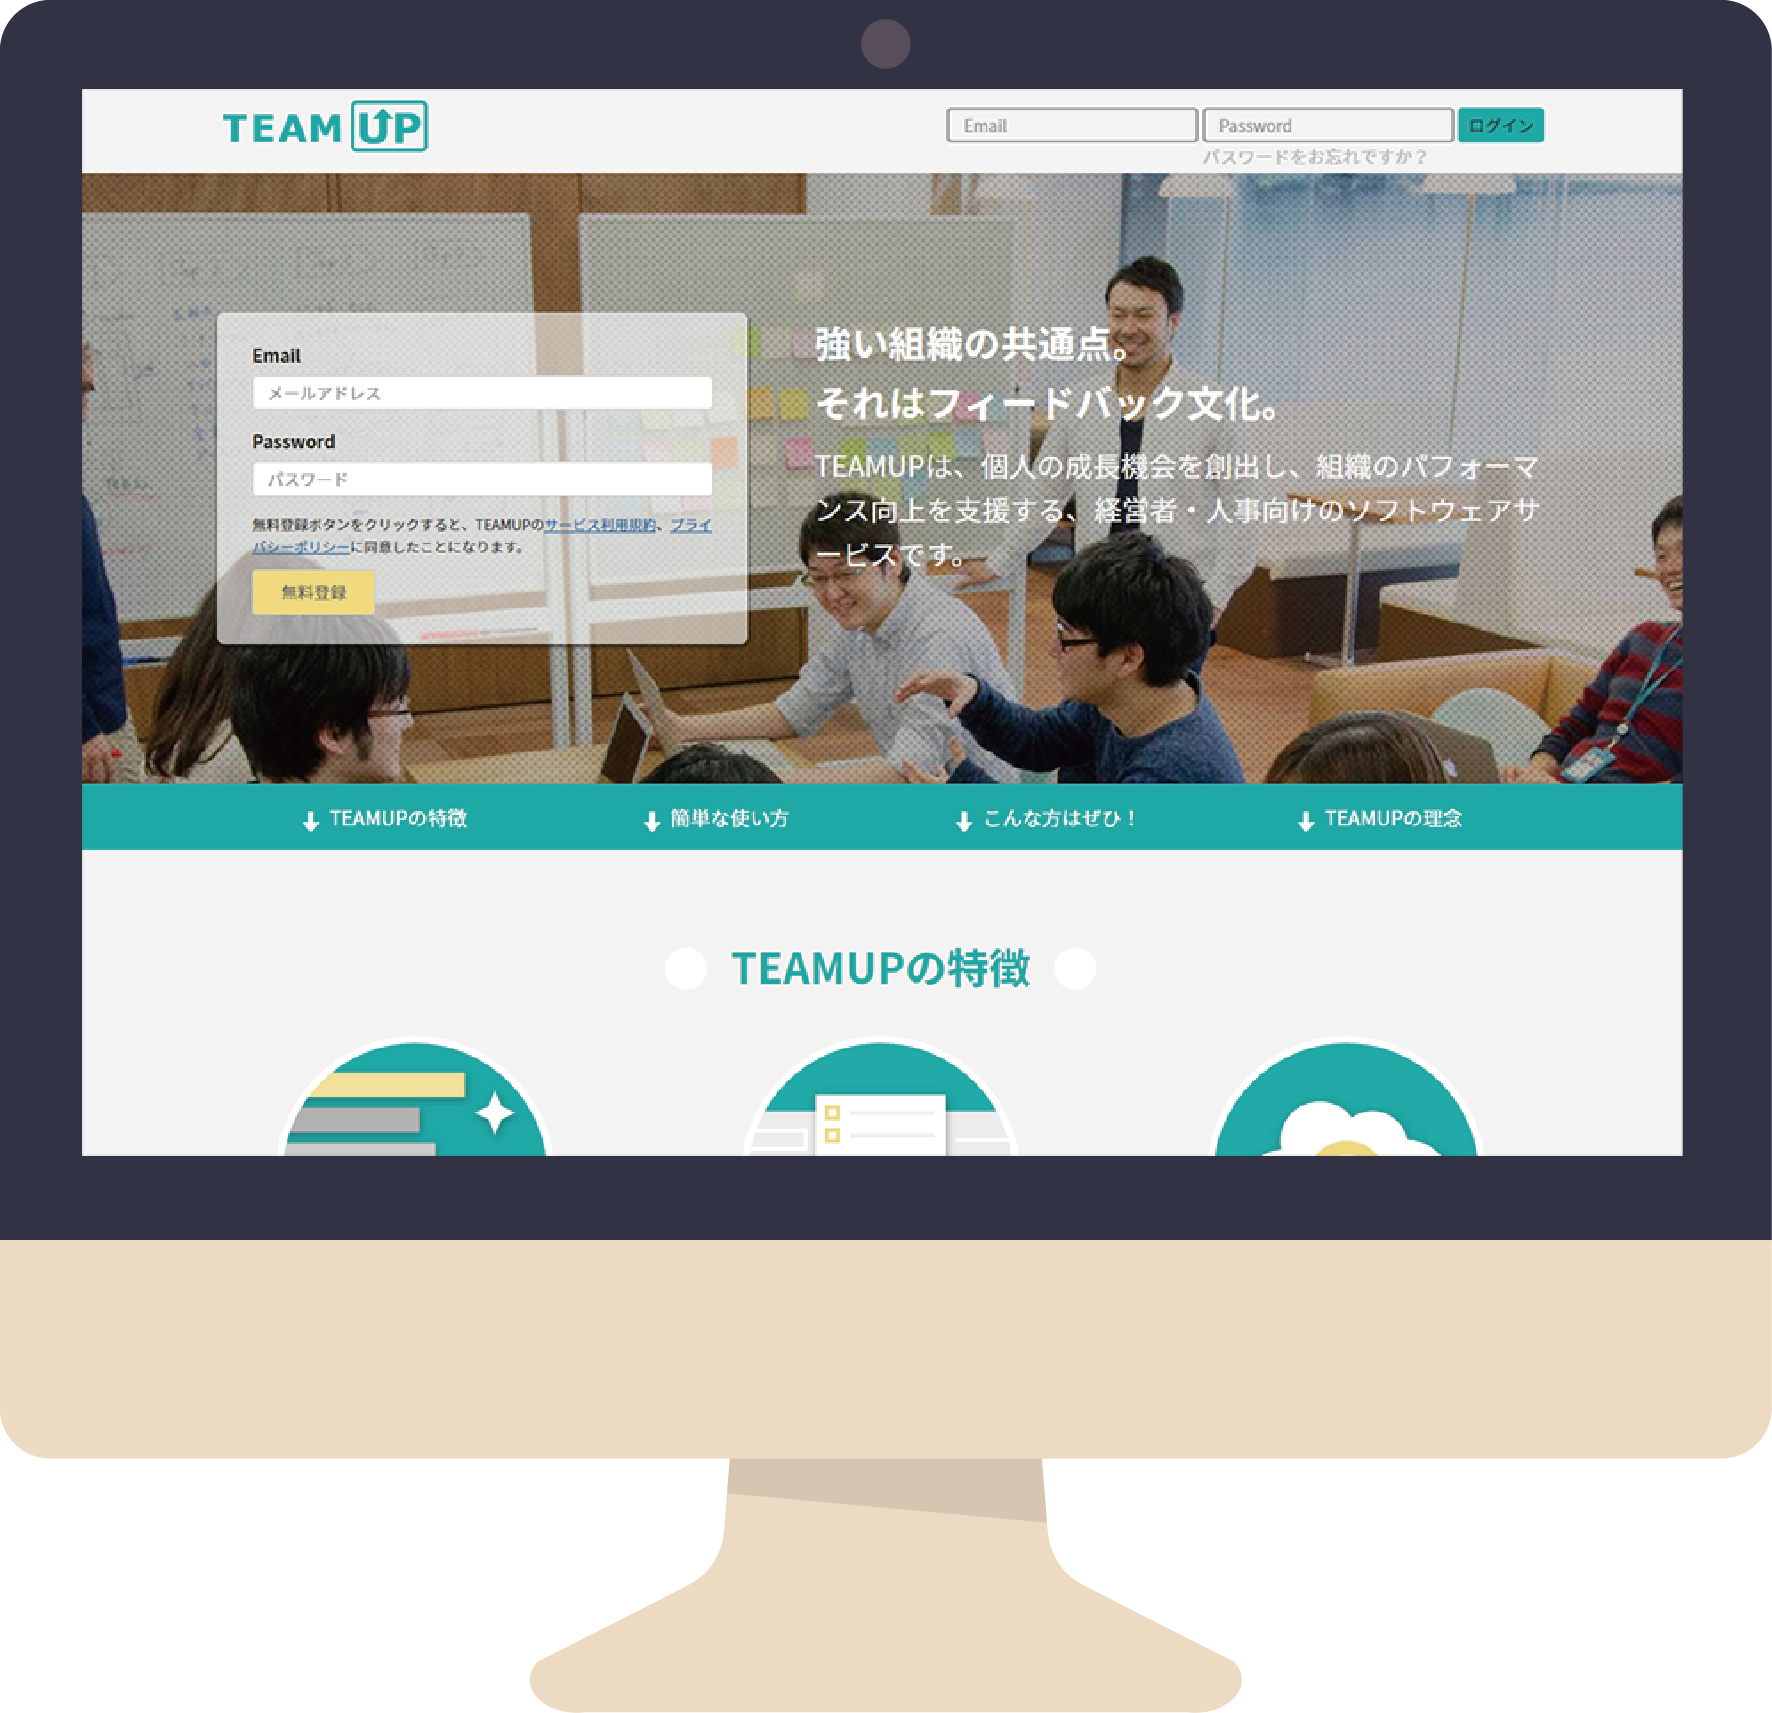 TEAM UP
Email
Password
ログイン
パスワードをお忘れですか？
Email
メールアドレス
Password
パスワード
無料登録ボタンをクリックすると、TEAMUPのサービス利用規約、プライ
バシーポリシーに同意したことになります。
無料登録
強い組織の共通点。
それはフィードバック文化。
TEAMUPは、個人の成長機会を創出し、組織のパフォーマ
ンス向上を支援する、経営者・人事向けのソフトウェアサ
ービスです。
TEAMUPの特徴
簡単な使い方
こんな方はぜひ！
TEAMUPの理念
TEAMUPの特徴